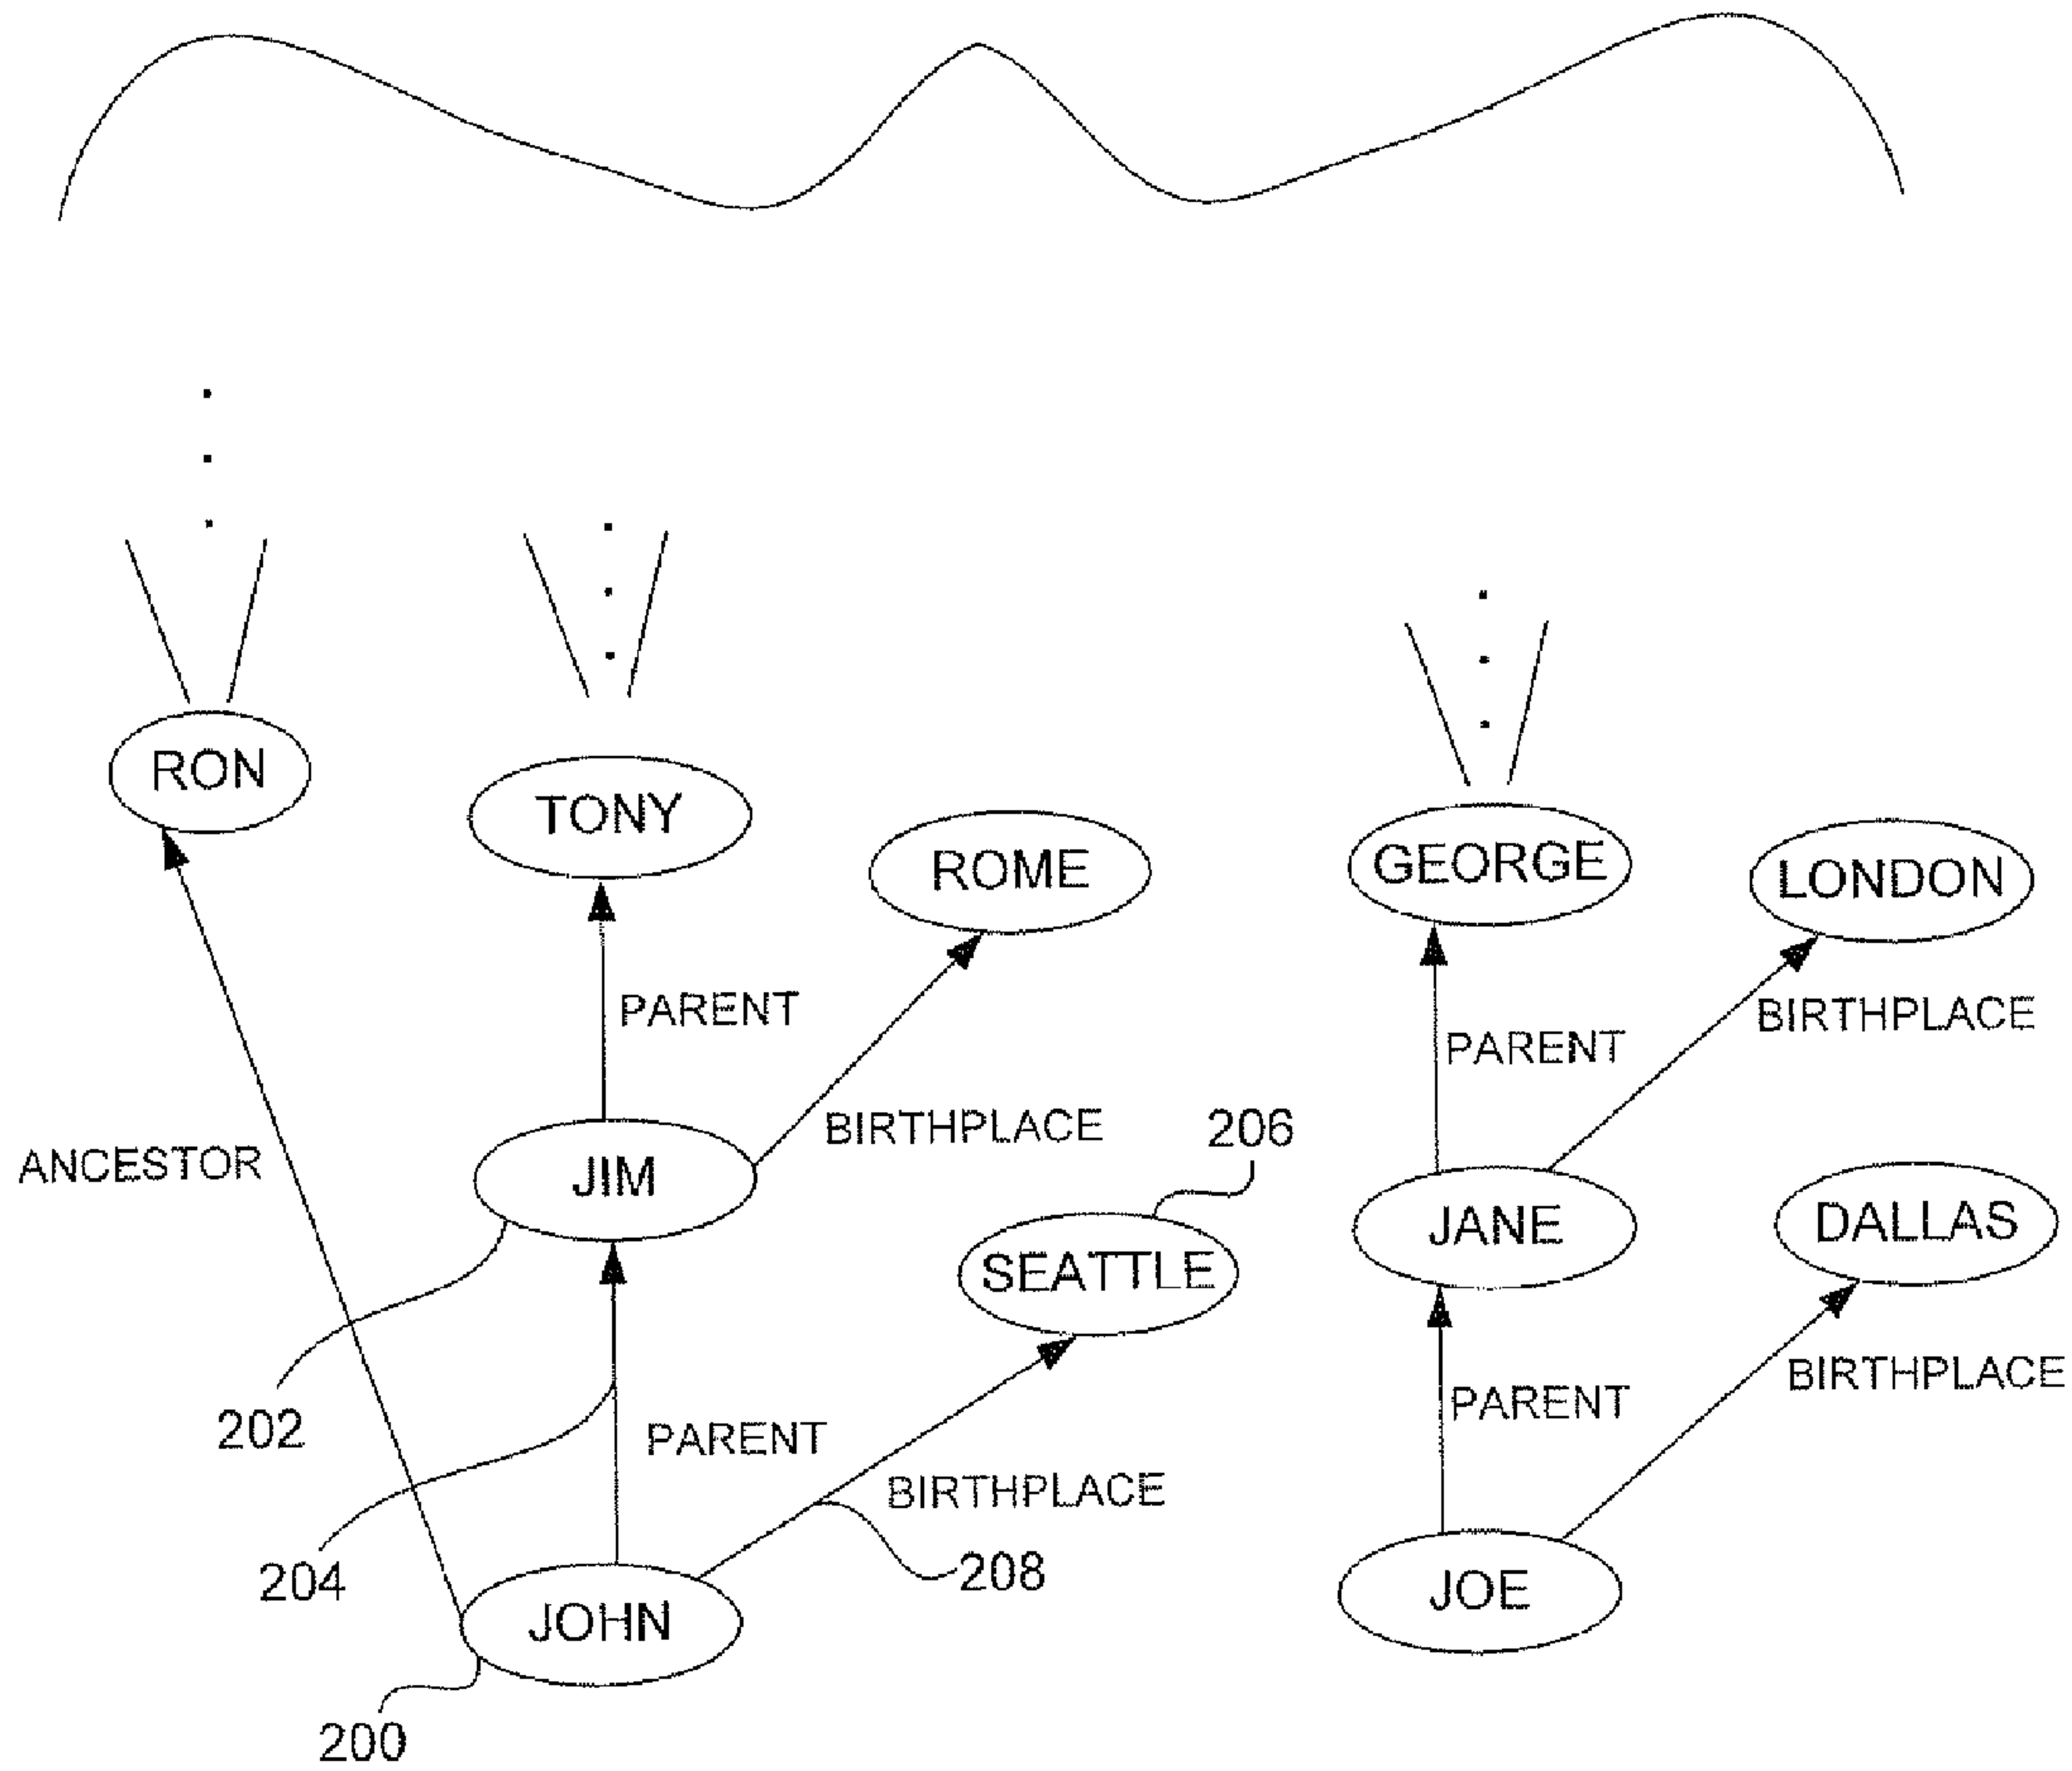 RON
TONY
ROME
GEORGE
LONDON
PARENT
BIRTHPLACE
PARENT
BIRTHPLACE
206
ANCESTOR
JIM
JANE
DALLAS
SEATTLE
BIRTHPLACE
PARENT
202
PARENT
BIRTHPLACE
204
208
JOHN
JOE
200